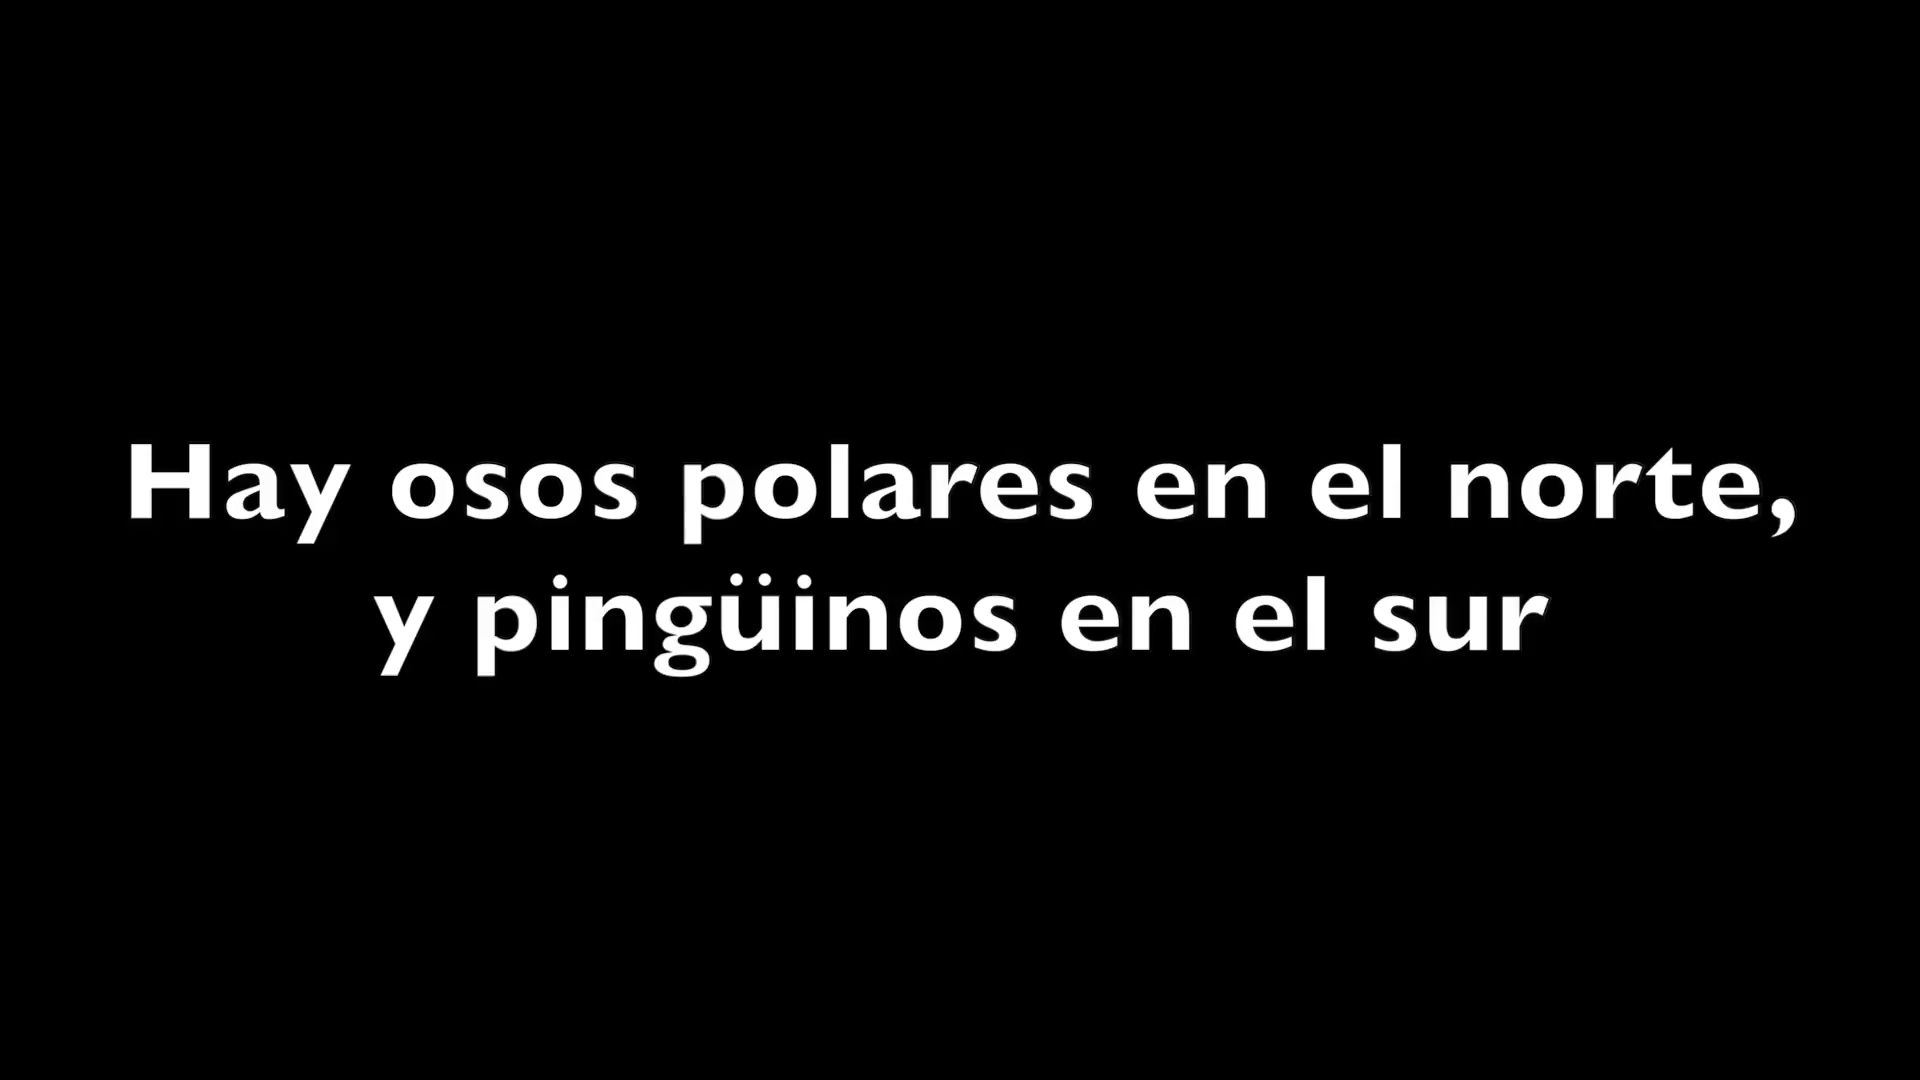 Hay osos polares en el norte,
y pingüinos en el sur